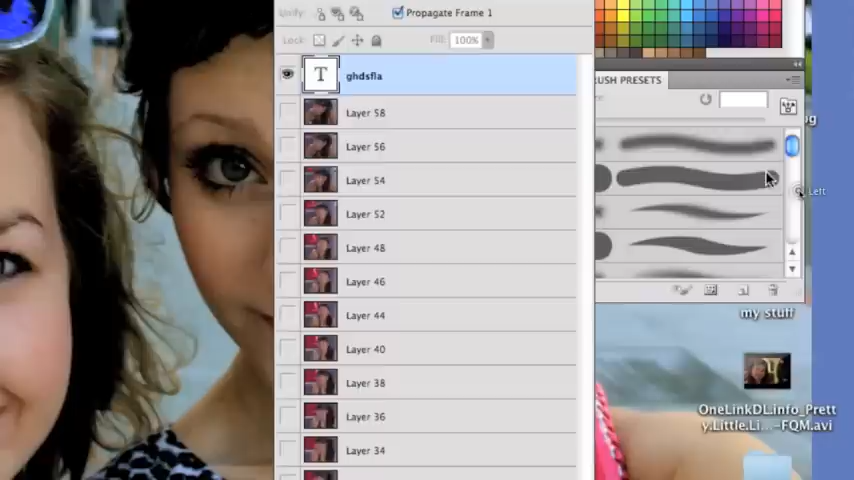 Unify:
Propagate Frame 1
Lock:
Fill:
100%
ghdsfla
Layer 58
Layer 56
Layer 54
Layer 52
Layer 48
Layer 46
Layer 44
Layer 40
Layer 38
Layer 36
Layer 34
RUSH PRESETS
Left
my stuff
OneLinkDL.info_Prett
y.Little.Li...-FQM.avi